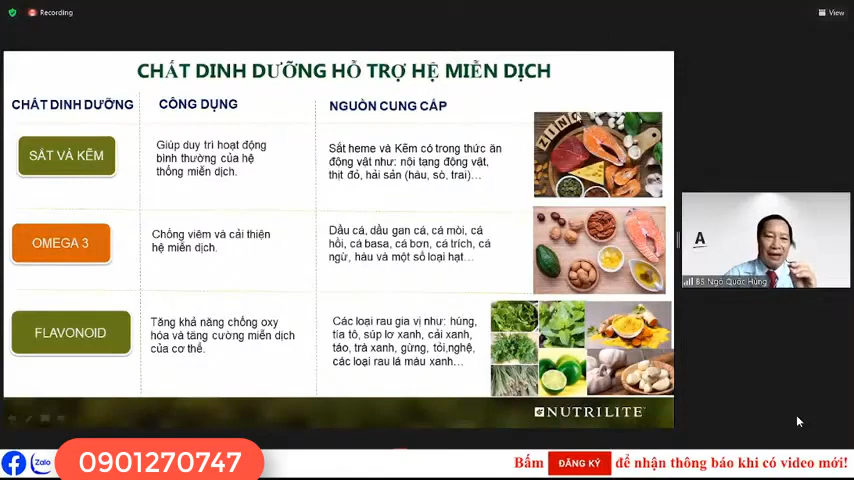 Recording
View
CHẤT DINH DƯỠNG HỖ TRỢ HỆ MIỄN DỊCH
CHẤT DINH DƯỠNG
CÔNG DỤNG
NGUỒN CUNG CẤP
SẮT VÀ KẼM
Giúp duy trì hoạt động
bình thường của hệ
thống miễn dịch.
Sắt heme và Kẽm có trong thức ăn
động vật như: nội tạng động vật,
thịt đỏ, hải sản (hàu, sò, trai)...
ZINC
OMEGA 3
Chống viêm và cải thiện
hệ miễn dịch.
Dầu cá, dầu gan cá, cá mòi, cá
hồi, cá basa, cá bơn, cá trích, cá
ngừ, hàu và một số loại hạt...
A
BS Ngô Quốc Hùng
FLAVONOID
Tăng khả năng chống oxy
hóa và tăng cường miễn dịch
của cơ thể.
Các loại rau gia vị như: húng,
tía tô, súp lơ xanh, cải xanh,
táo, trà xanh, gừng, tỏi,nghệ,
các loại rau lá màu xanh...
NUTRILITE
Zalo
0901270747
Bấm ĐĂNG KÝ để nhận thông báo khi có video mới!